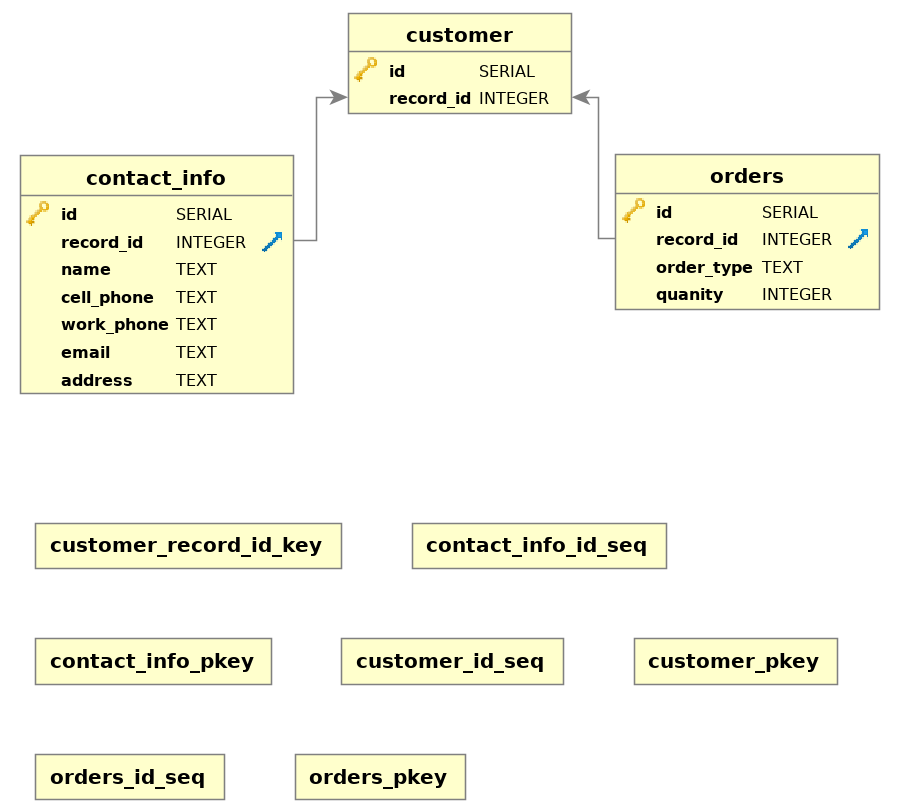 customer
id SERIAL
record_id INTEGER
contact_info
id SERIAL
record_id INTEGER
name TEXT
cell_phone TEXT
work_phone TEXT
email TEXT
address TEXT
orders
id SERIAL
record_id INTEGER
order_type TEXT
quanity INTEGER
customer_record_id_key
contact_info_id_seq
contact_info_pkey
customer_id_seq
customer_pkey
orders_id_seq
orders_pkey